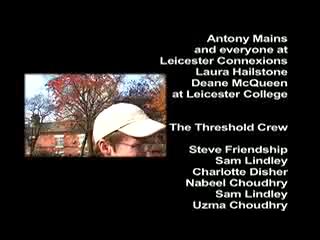 Antony Mains
and everyone at
Leicester Connexions
Laura Hailstone
Deane McQueen
at Leicester College
The Threshold Crew
Steve Friendship
Sam Lindley
Charlotte Disher
Nabeel Choudhry
Sam Lindley
Uzma Choudhry